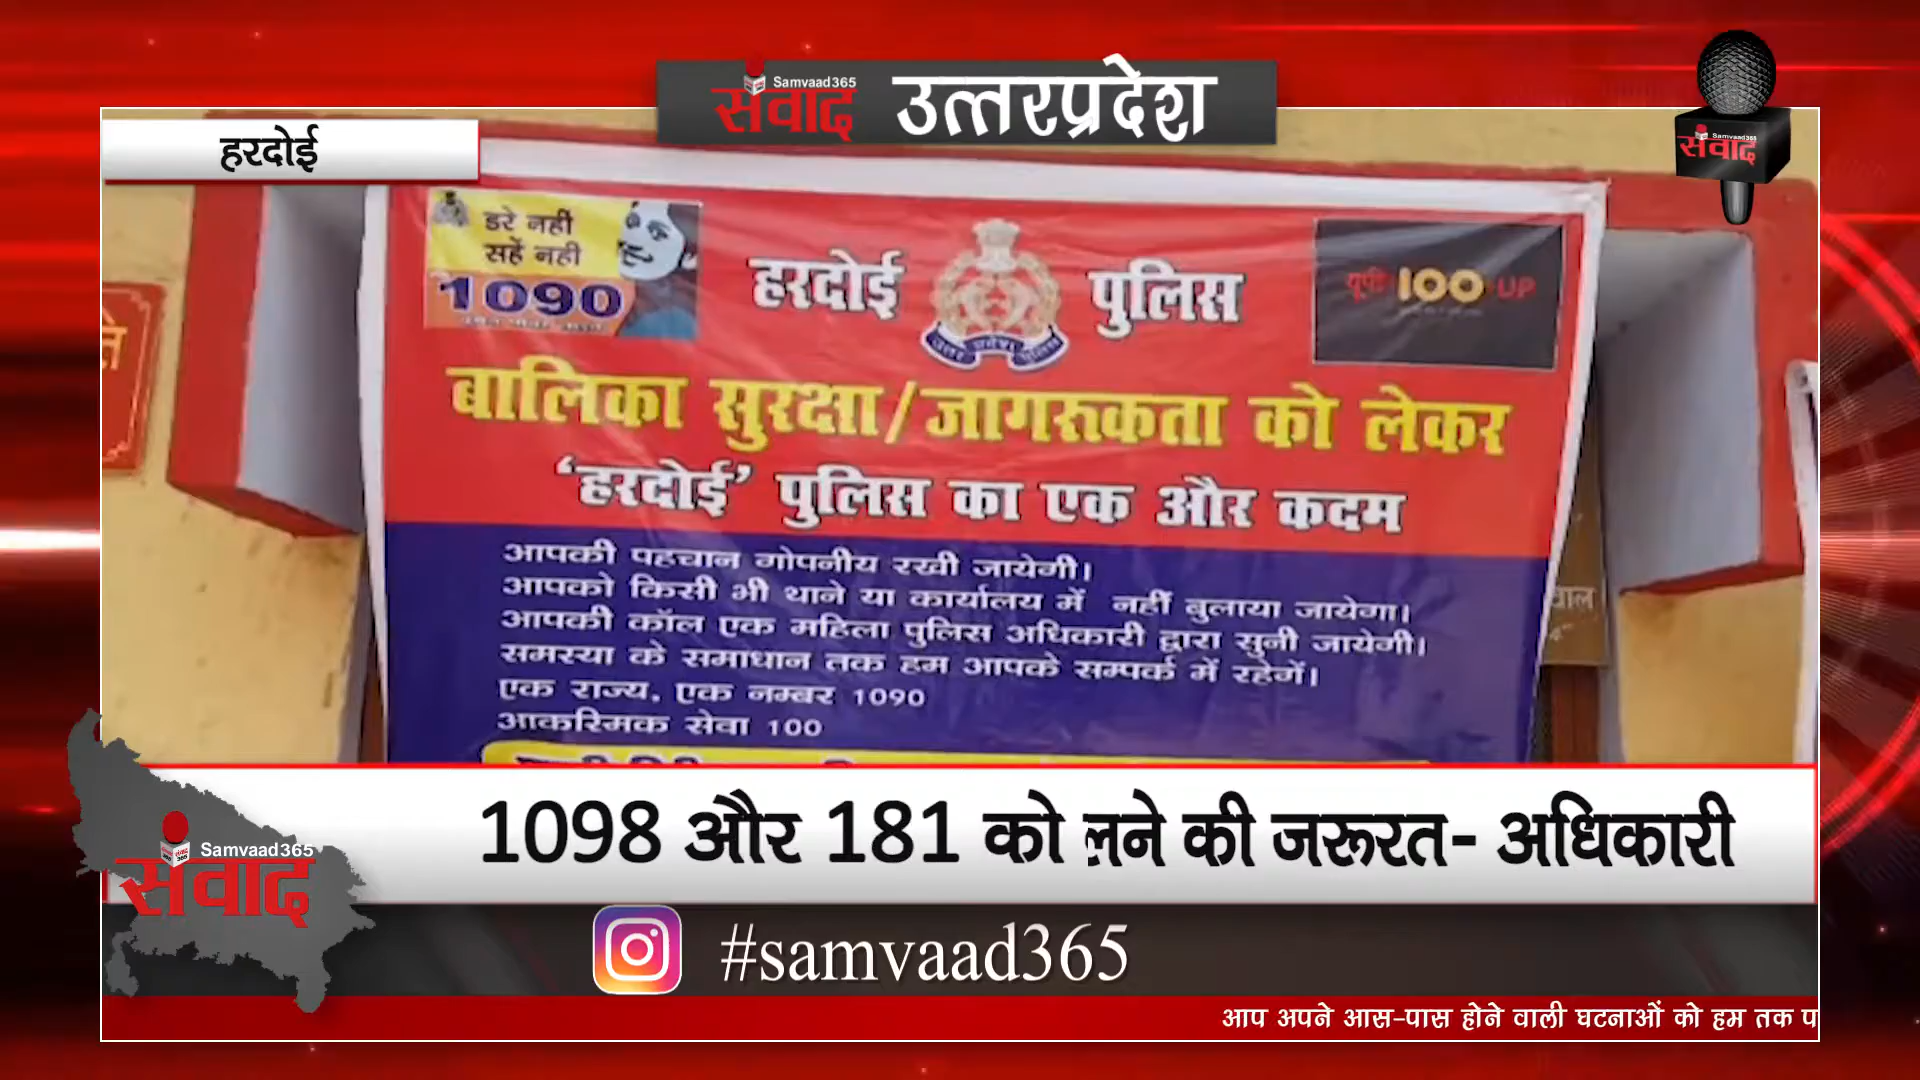 Samvaad365
संवाद उत्तरप्रदेश
हरदोई
Samvaad365
संवाद
डरे नहीं
सहें नही
1090
हरदोई पुलिस
यूपी 100 UP
बालिका सुरक्षा/जागरुकता को लेकर
‘हरदोई’ पुलिस का एक और कदम
आपकी पहचान गोपनीय रखी जायेगी।
आपको किसी भी थाने या कार्यालय में नहीं बुलाया जायेगा।
आपकी कॉल एक महिला पुलिस अधिकारी द्वारा सुनी जायेगी।
समस्या के समाधान तक हम आपके सम्पर्क में रहेगें।
एक राज्य, एक नम्बर 1090
आकस्मिक सेवा 100
1098 और 181 को लने की जरूरत- अधिकारी
Samvaad365
संवाद
#samvaad365
आप अपने आस-पास होने वाली घटनाओं को हम तक प